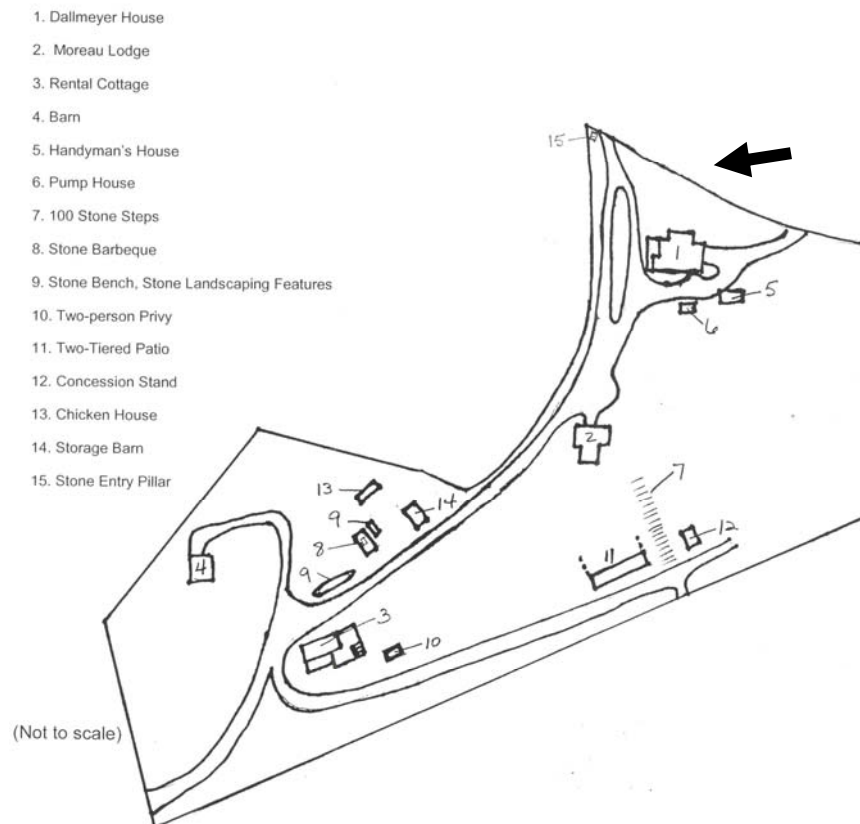 1. Dallmeyer House
2. Moreau Lodge
3. Rental Cottage
4. Barn
5. Handyman's House
6. Pump House
7. 100 Stone Steps
8. Stone Barbeque
9. Stone Bench, Stone Landscaping Features
10. Two-person Privy
11. Two-Tiered Patio
12. Concession Stand
13. Chicken House
14. Storage Barn
15. Stone Entry Pillar
15
1
5
6
2
7
13
14
9
8
12
11
4
9
3
10
(Not to scale)